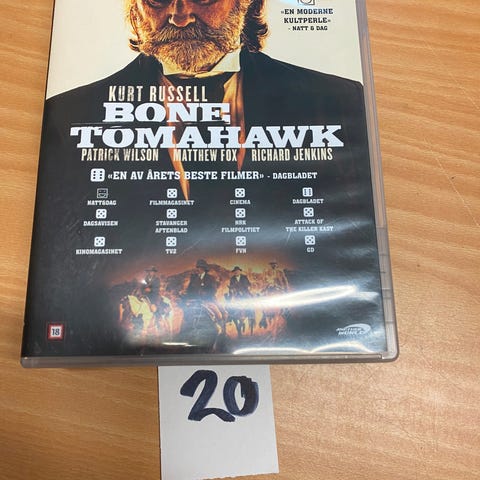 «EN MODERNE
KULTPERLE»
- NATT & DAG
KURT RUSSELL
BONE
TOMAHAWK
PATRICK WILSON MATTHEW FOX RICHARD JENKINS
«EN AV ÅRETS BESTE FILMER» - DAGBLADET
NATT&DAG FILMMAGASINET CINEMA DAGBLADET
DAGSAVISEN STAVANGER AFTENBLAD NRK FILMPOLITIET ATTACK OF THE KILLER KAST
KINOMAGASINET TV2 FVN GD
18
ANOTHER WORLD
20